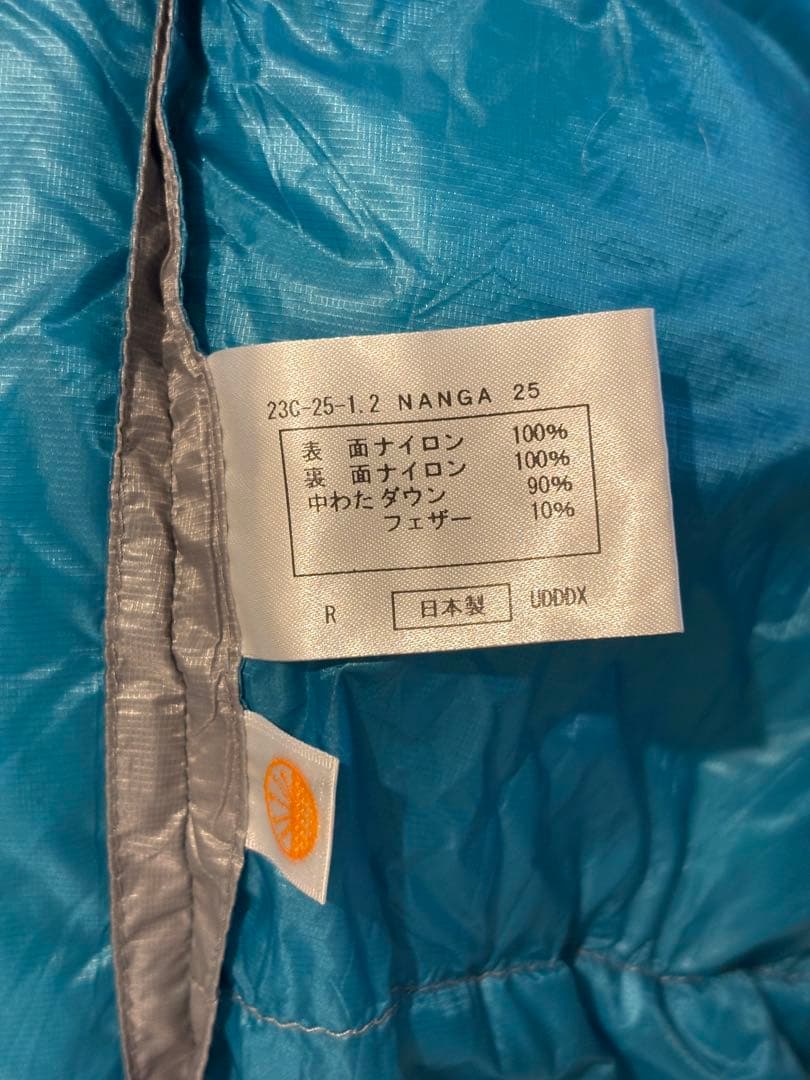 23C-25-1.2 NANGA 25
表 面ナイロン 100%
裏 面ナイロン 100%
中わたダウン 90%
フェザー 10%
R 日本製 UDDDX